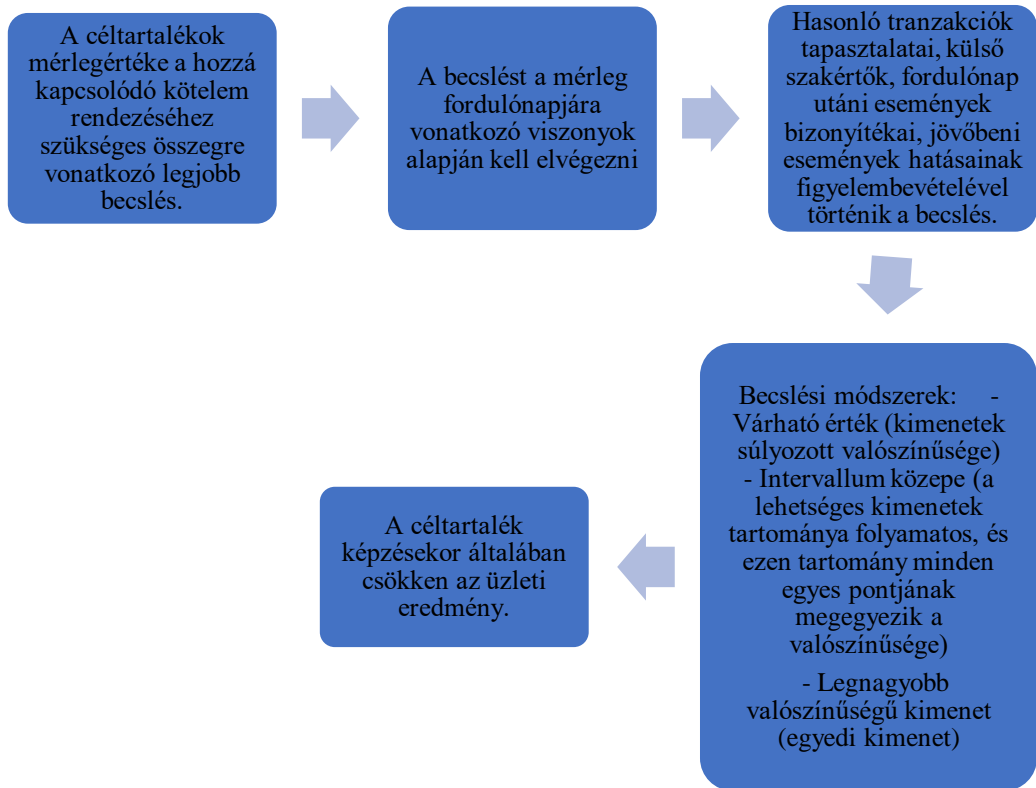 A céltartalékok
mérlegértéke a hozzá
kapcsolódó kötelem
rendezéséhez
szükséges összegre
vonatkozó legjobb
becslés.
A becslést a mérleg
fordulónapjára
vonatkozó viszonyok
alapján kell elvégezni
Hasonló tranzakciók
tapasztalatai, külső
szakértők, fordulónap
utáni események
bizonyítékai, jövőbeni
események hatásainak
figyelembevételével
történik a becslés.
Becslési módszerek: -
Várható érték (kimenetek
súlyozott valószínűsége)
- Intervallum közepe (a
lehetséges kimenetek
tartománya folyamatos, és
ezen tartomány minden
egyes pontjának
megegyezik a
valószínűsége)
- Legnagyobb
valószínűségű kimenet
(egyedi kimenet)
A céltartalék
képzésekor általában
csökken az üzleti
eredmény.